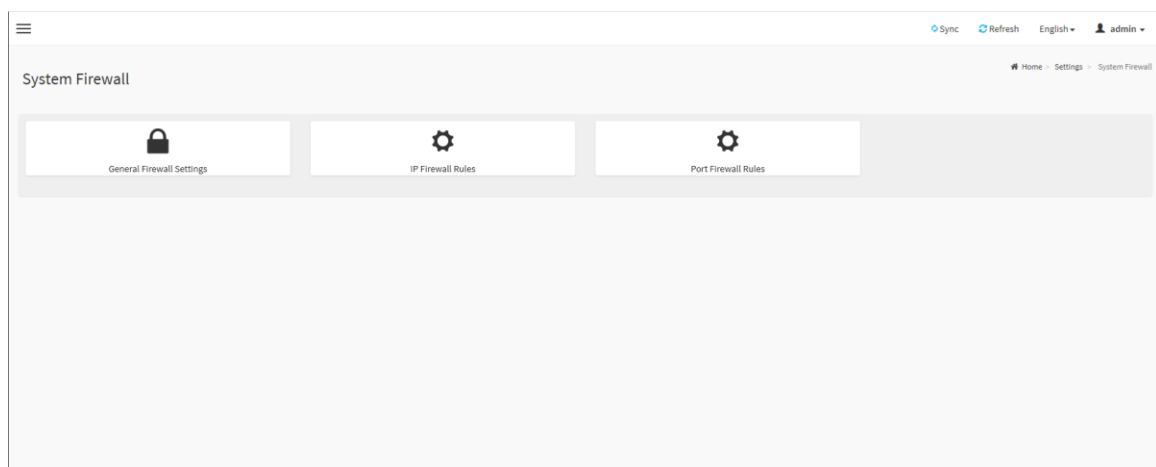 Sync Refresh English admin
Home > Settings > System Firewall
System Firewall
General Firewall Settings
IP Firewall Rules
Port Firewall Rules